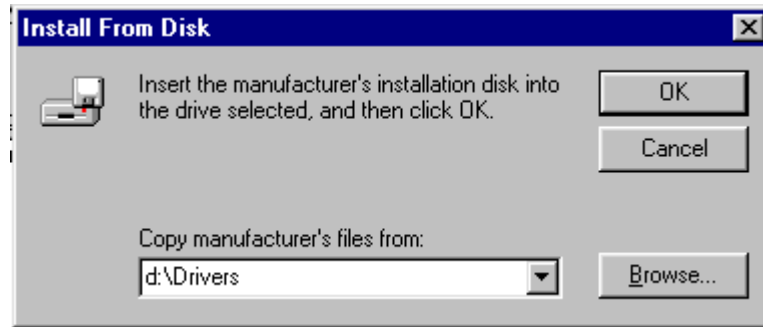 Install From Disk
Insert the manufacturer's installation disk into
the drive selected, and then click OK.
OK
Cancel
Copy manufacturer's files from:
d:\Drivers
Browse...